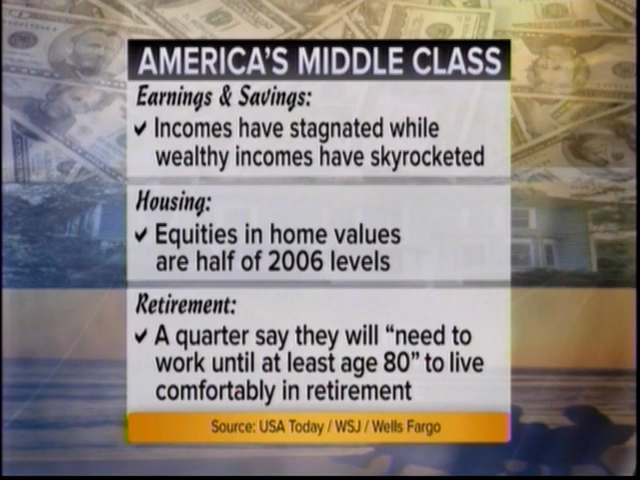 AMERICA'S MIDDLE CLASS
Earnings & Savings:
✔ Incomes have stagnated while
wealthy incomes have skyrocketed
Housing:
✔ Equities in home values
are half of 2006 levels
Retirement:
✔ A quarter say they will “need to
work until at least age 80” to live
comfortably in retirement
Source: USA Today / WSJ / Wells Fargo